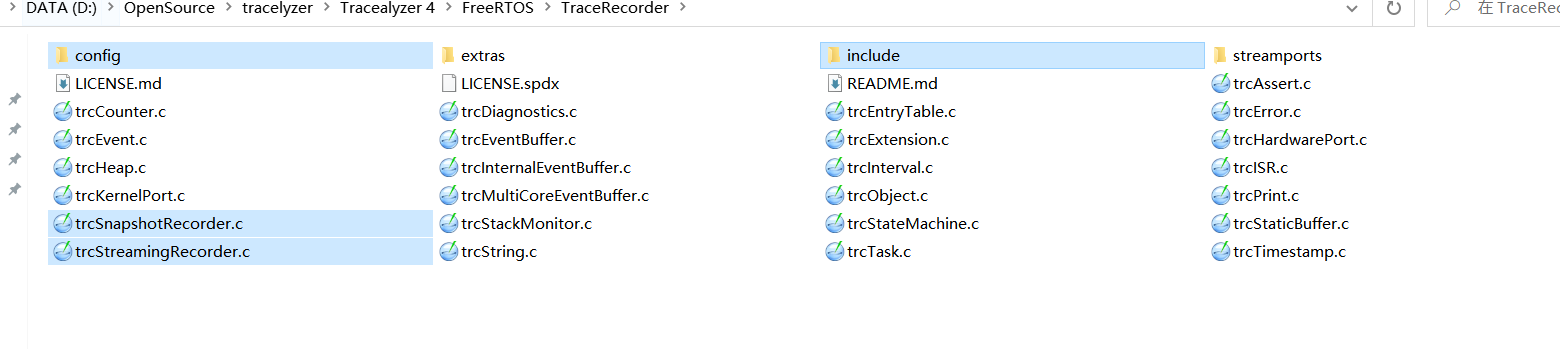 DATA (D:) > OpenSource > tracelyzer > Tracealyzer 4 > FreeRTOS > TraceRecorder >
在 TraceRec
config extras include streamports
LICENSE.md LICENSE.spdx README.md trcAssert.c
trcCounter.c trcDiagnostics.c trcEntryTable.c trcError.c
trcEvent.c trcEventBuffer.c trcExtension.c trcHardwarePort.c
trcHeap.c trcInternalEventBuffer.c trcInterval.c trcISR.c
trcKernelPort.c trcMultiCoreEventBuffer.c trcObject.c trcPrint.c
trcSnapshotRecorder.c trcStackMonitor.c trcStateMachine.c trcStaticBuffer.c
trcStreamingRecorder.c trcString.c trcTask.c trcTimestamp.c